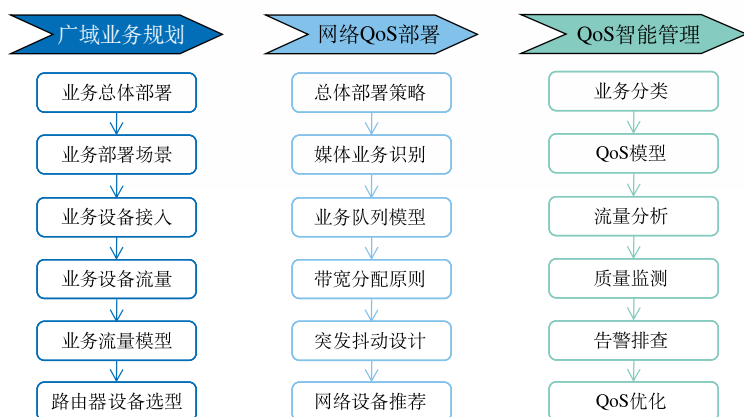 广域业务规划
业务总体部署
业务部署场景
业务设备接入
业务设备流量
业务流量模型
路由器设备选型
网络QoS部署
总体部署策略
媒体业务识别
业务队列模型
带宽分配原则
突发抖动设计
网络设备推荐
QoS智能管理
业务分类
QoS模型
流量分析
质量监测
告警排查
QoS优化